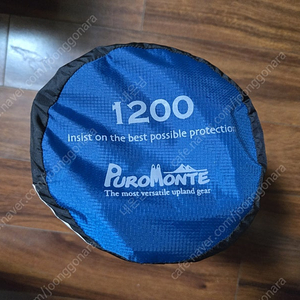 1200
Insist on the best possible protection
PUROMONTE
The most versatile upland gear